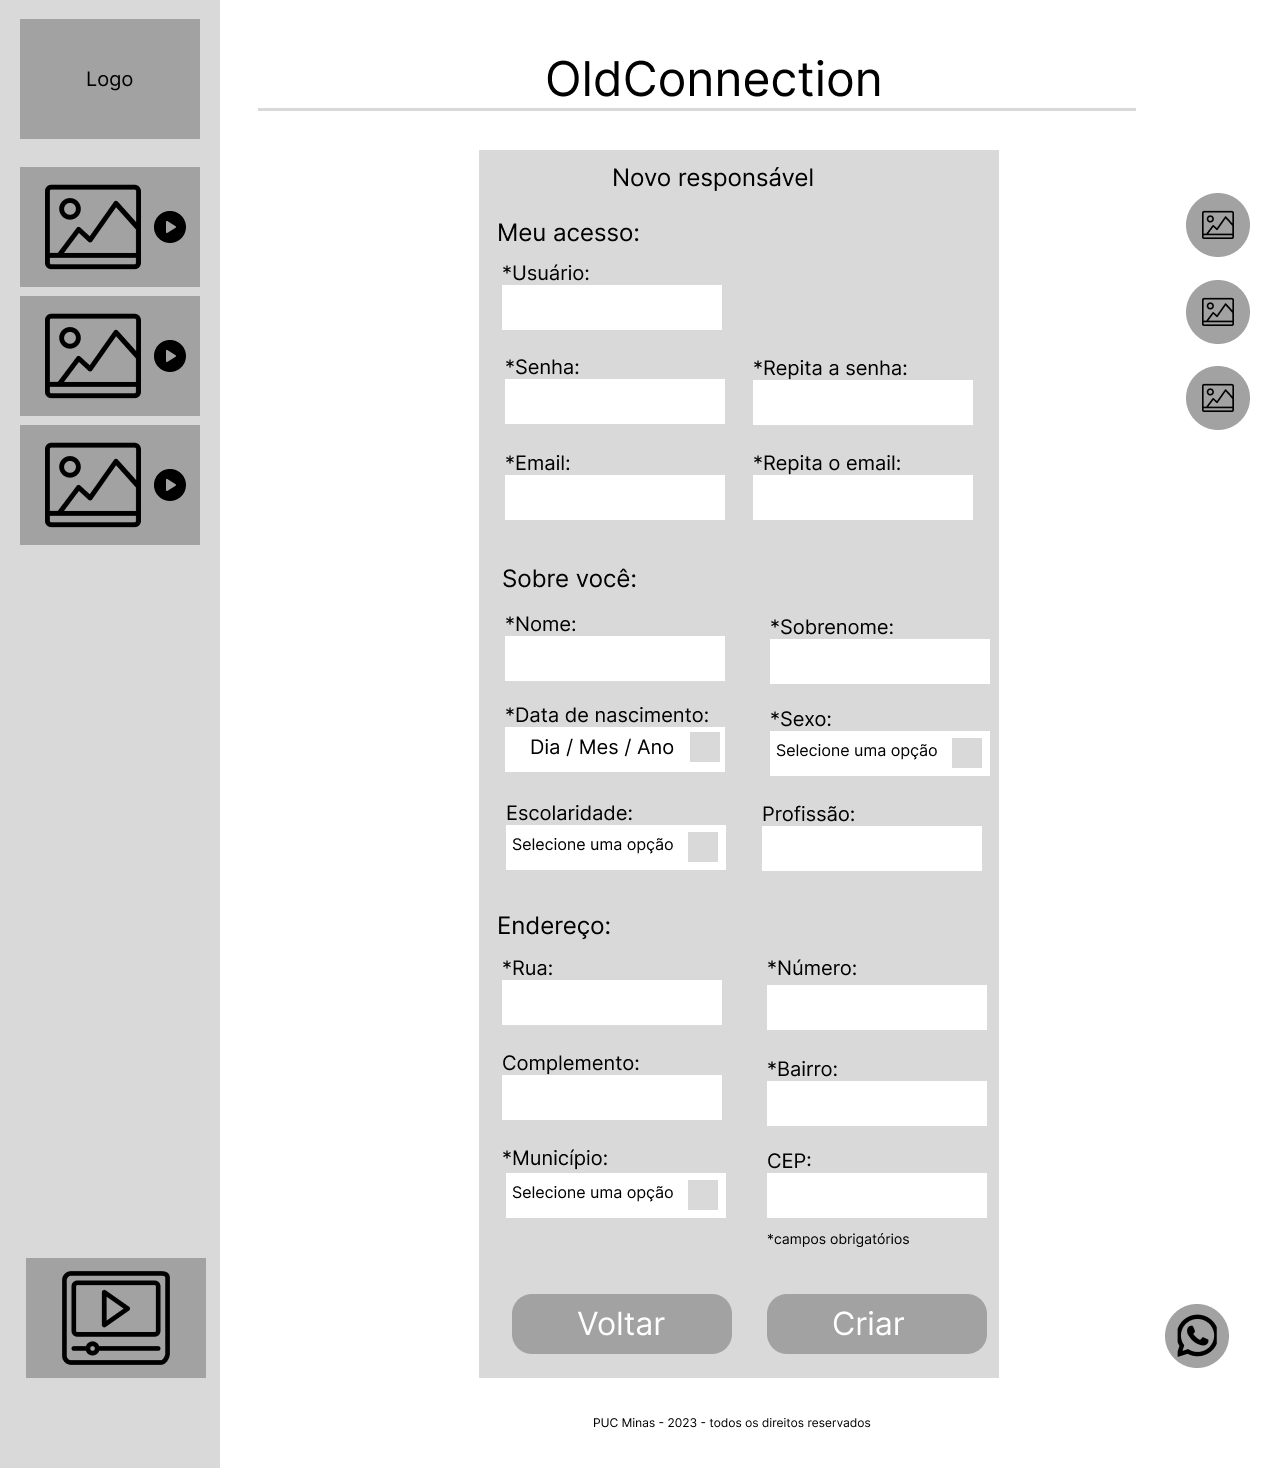 Logo
OldConnection
Novo responsável
Meu acesso:
*Usuário:
*Senha:
*Repita a senha:
*Email:
*Repita o email:
Sobre você:
*Nome:
*Sobrenome:
*Data de nascimento:
*Sexo:
Dia / Mes / Ano
Selecione uma opção
Escolaridade:
Profissão:
Selecione uma opção
Endereço:
*Rua:
*Número:
Complemento:
*Bairro:
*Município:
CEP:
Selecione uma opção
*campos obrigatórios
Voltar
Criar
PUC Minas - 2023 - todos os direitos reservados